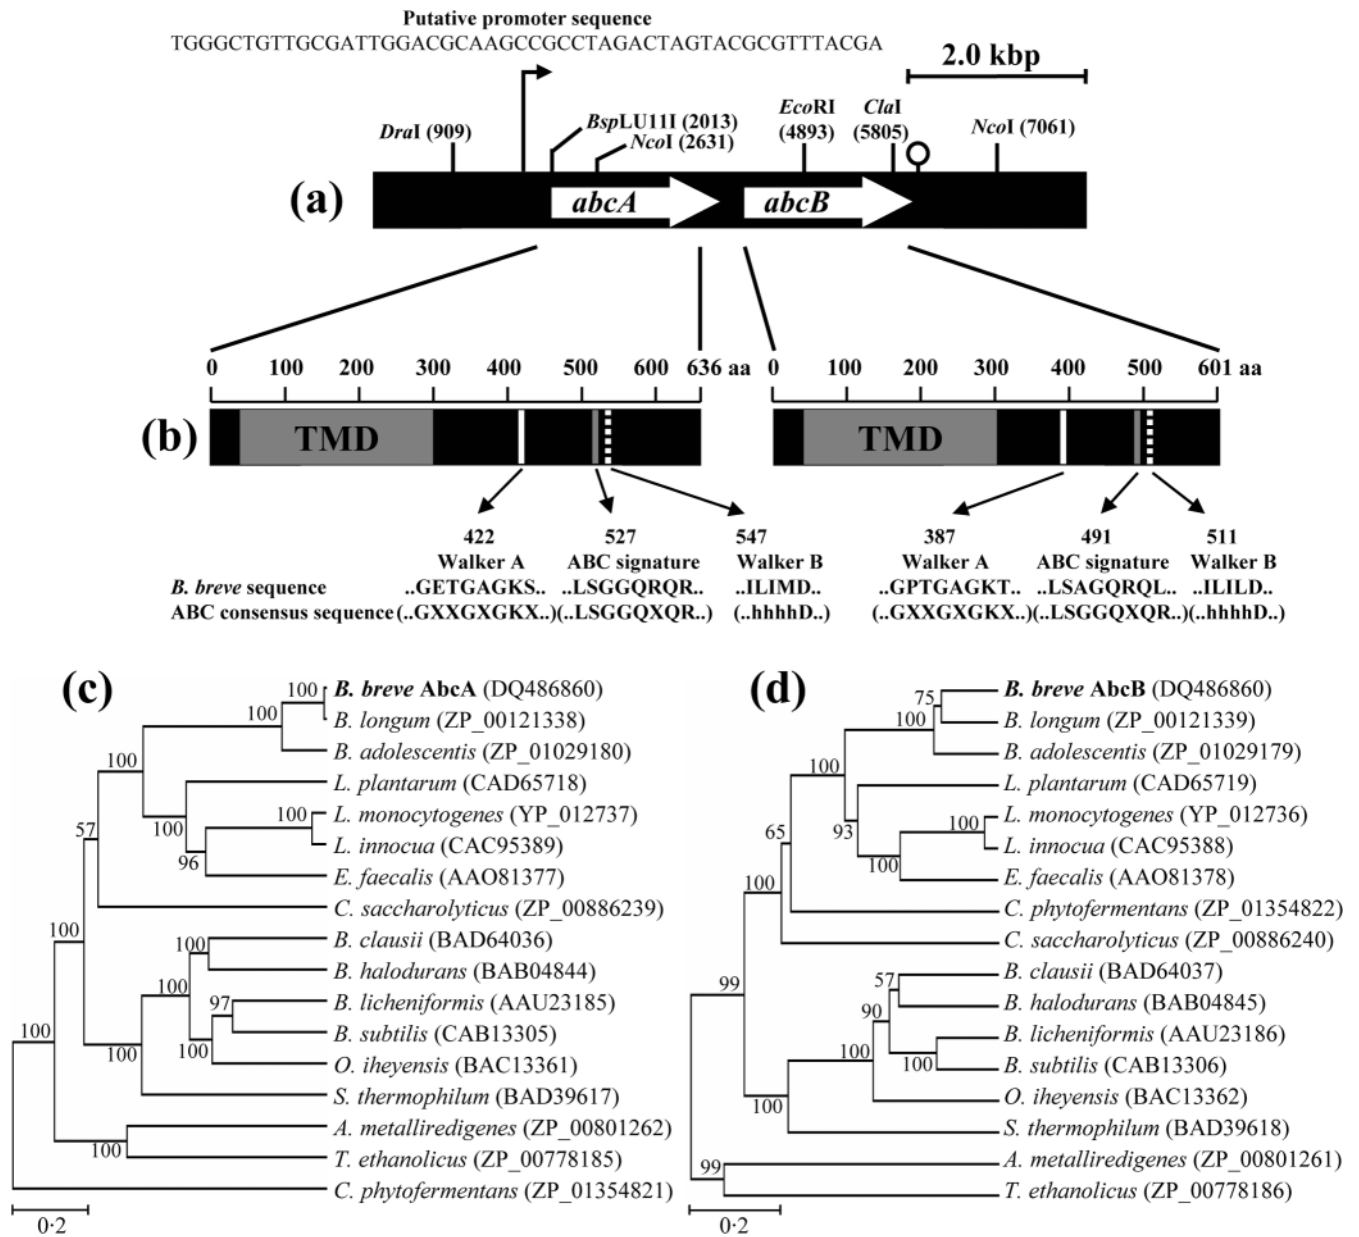 Putative promoter sequence
TGGGCTGTTGCGATTGGACGCAAGCCGCCTAGACTAGTACGCGTTTACGA
2.0 kbp
DraI (909)
BspLU11I (2013)
NcoI (2631)
EcoRI
(4893)
ClaI
(5805)
NcoI (7061)
(a)
abcA
abcB
0 100 200 300 400 500 600 636 aa
0 100 200 300 400 500 601 aa
(b)
TMD
TMD
422 527 547 387 491 511
Walker A ABC signature Walker B Walker A ABC signature Walker B
B. breve sequence ..GETGAGKS.. ..LSGGQRQR.. ..ILIMD.. ..GPTGAGKT.. ..LSAGQRQL.. ..ILILD..
ABC consensus sequence (..GXXGXGKX..) (..LSGGQXQR..) (..hhhhD..) (..GXXGXGKX..) (..LSGGQXQR..) (..hhhhD..)
(c)
100 B. breve AbcA (DQ486860)
100 B. longum (ZP_00121338)
B. adolescentis (ZP_01029180)
100
L. plantarum (CAD65718)
100 L. monocytogenes (YP_012737)
100
57
L. innocua (CAC95389)
96
E. faecalis (AAO81377)
C. saccharolyticus (ZP_00886239)
100
100 B. clausii (BAD64036)
B. halodurans (BAB04844)
100
97 B. licheniformis (AAU23185)
100
B. subtilis (CAB13305)
100
100
O. iheyensis (BAC13361)
S. thermophilum (BAD39617)
A. metalliredigenes (ZP_00801262)
100
T. ethanolicus (ZP_00778185)
C. phytofermentans (ZP_01354821)
0·2
(d)
75 B. breve AbcB (DQ486860)
100 B. longum (ZP_00121339)
B. adolescentis (ZP_01029179)
100
L. plantarum (CAD65719)
100 L. monocytogenes (YP_012736)
65 93
L. innocua (CAC95388)
100
E. faecalis (AAO81378)
100
C. phytofermentans (ZP_01354822)
C. saccharolyticus (ZP_00886240)
57 B. clausii (BAD64037)
99
B. halodurans (BAB04845)
90
B. licheniformis (AAU23186)
100
100
B. subtilis (CAB13306)
O. iheyensis (BAC13362)
100
S. thermophilum (BAD39618)
99 A. metalliredigenes (ZP_00801261)
T. ethanolicus (ZP_00778186)
0·2